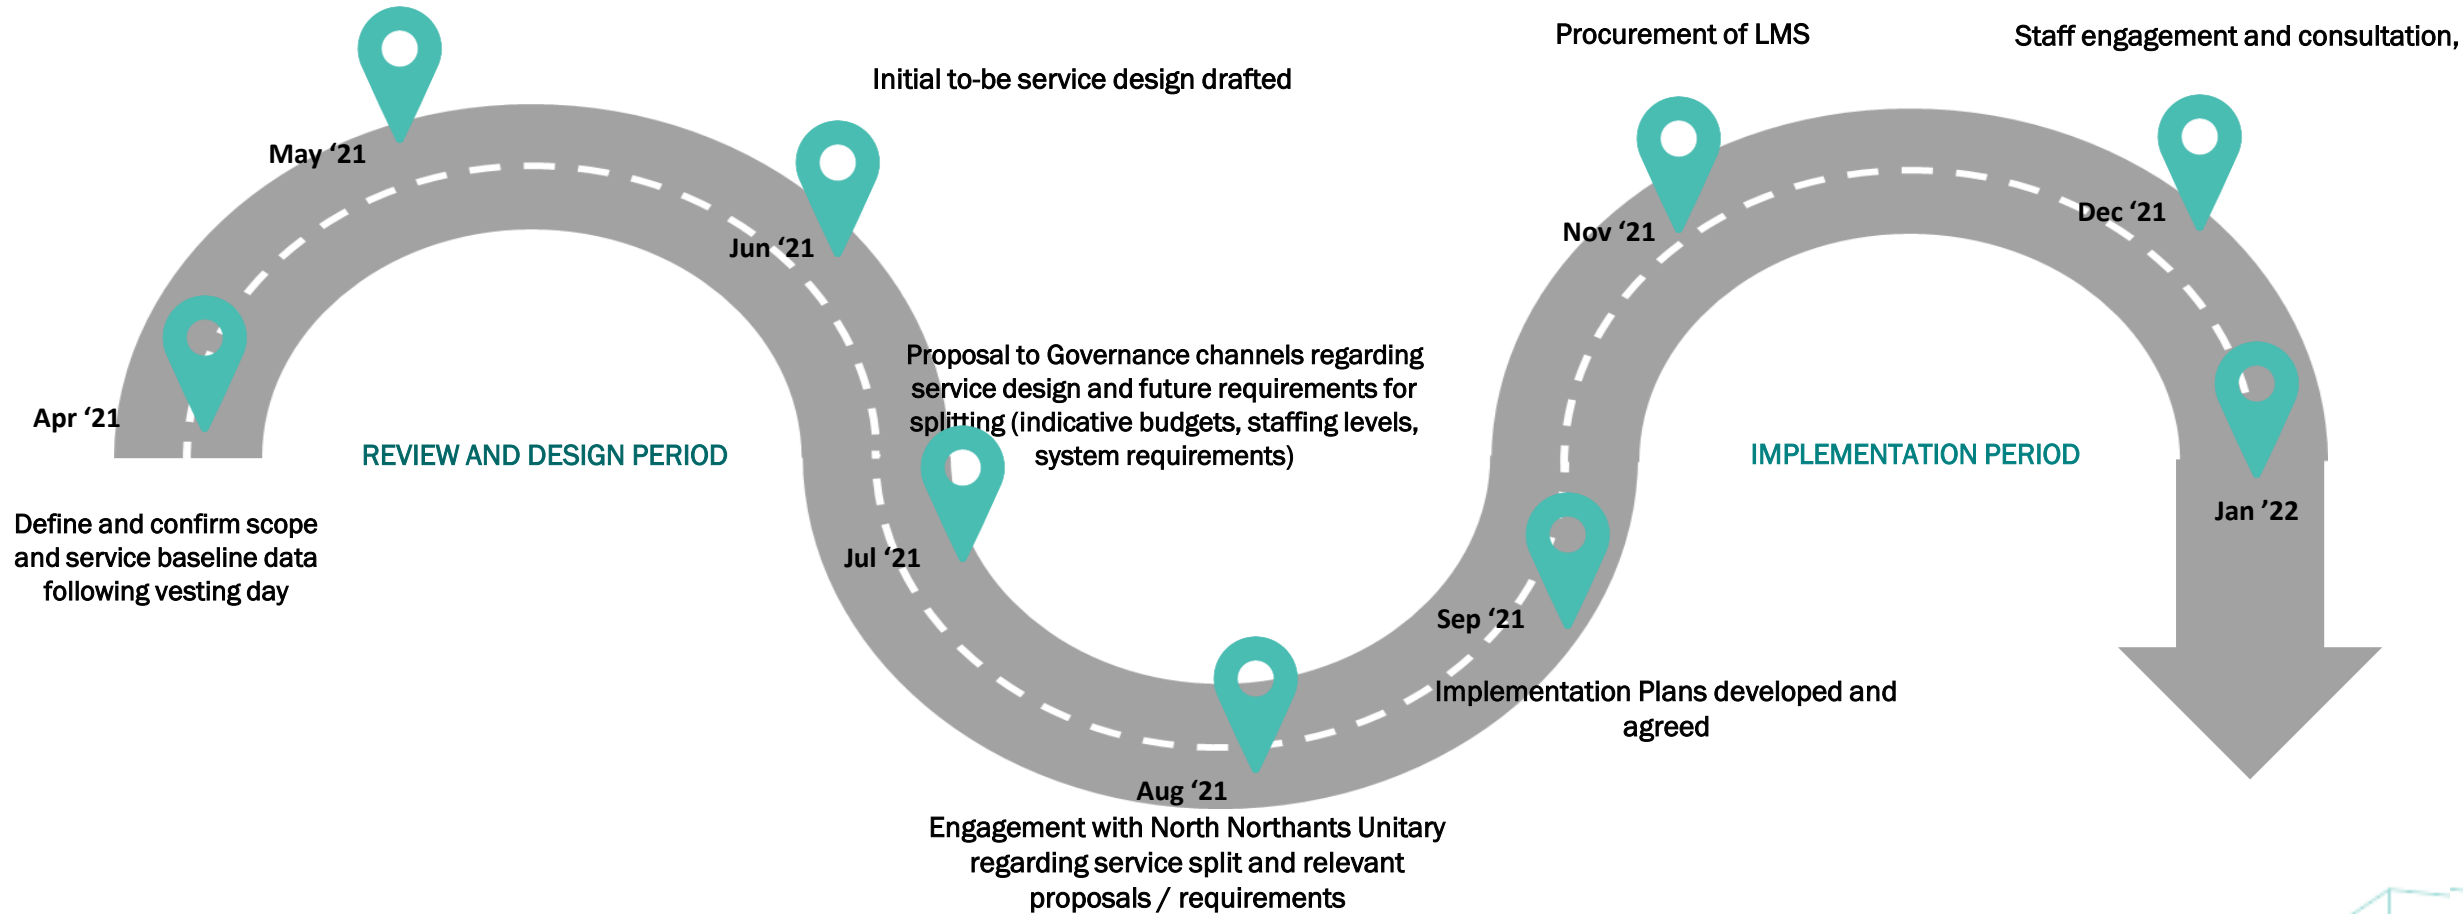 Apr ‘21
Define and confirm scope
and service baseline data
following vesting day
May ‘21
REVIEW AND DESIGN PERIOD
Initial to-be service design drafted
Jun ‘21
Proposal to Governance channels regarding
service design and future requirements for
splitting (indicative budgets, staffing levels,
system requirements)
Jul ‘21
Aug ‘21
Engagement with North Northants Unitary
regarding service split and relevant
proposals / requirements
Sep ‘21
Implementation Plans developed and
agreed
Procurement of LMS
Nov ‘21
IMPLEMENTATION PERIOD
Staff engagement and consultation,
Dec ‘21
Jan ’22